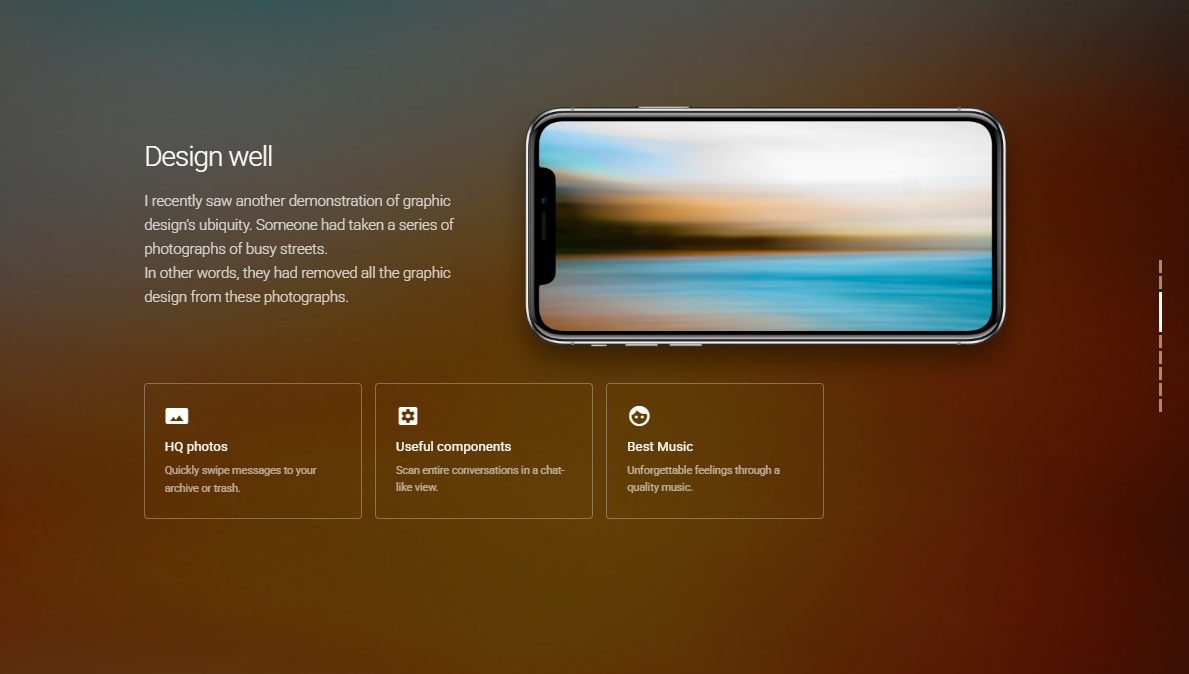 Design well
I recently saw another demonstration of graphic
design's ubiquity. Someone had taken a series of
photographs of busy streets.
In other words, they had removed all the graphic
design from these photographs.
HQ photos
Quickly swipe messages to your
archive or trash.
Useful components
Scan entire conversations in a chat-
like view.
Best Music
Unforgettable feelings through a
quality music.